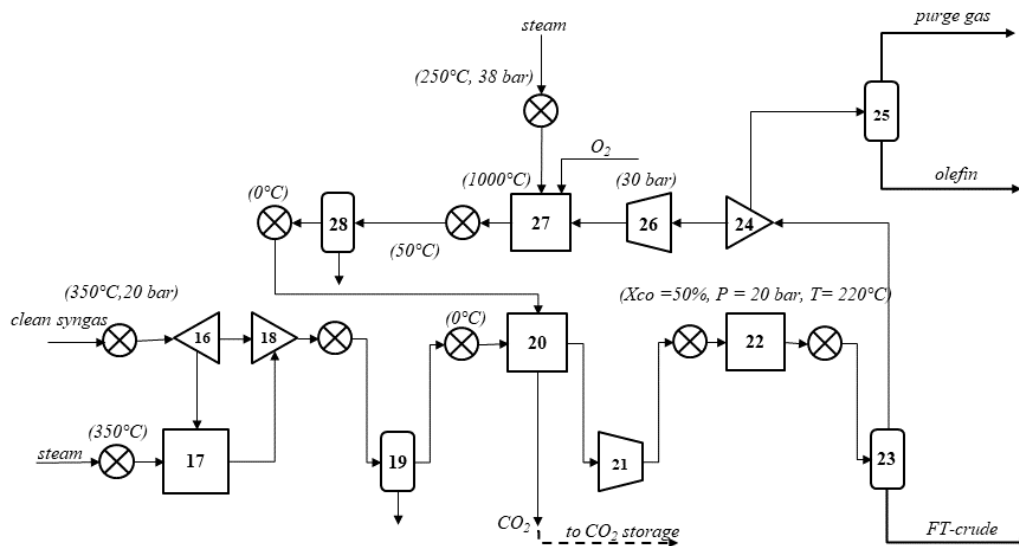 purge gas
steam
(250°C, 38 bar)
25
O2
olefin
(1000°C)
(30 bar)
(0°C)
28
27
26
24
(50°C)
(350°C,20 bar)
(Xco =50%, P = 20 bar, T= 220°C)
clean syngas
(0°C)
16
18
20
22
(350°C)
steam
17
19
21
23
CO2
to CO2 storage
FT-crude